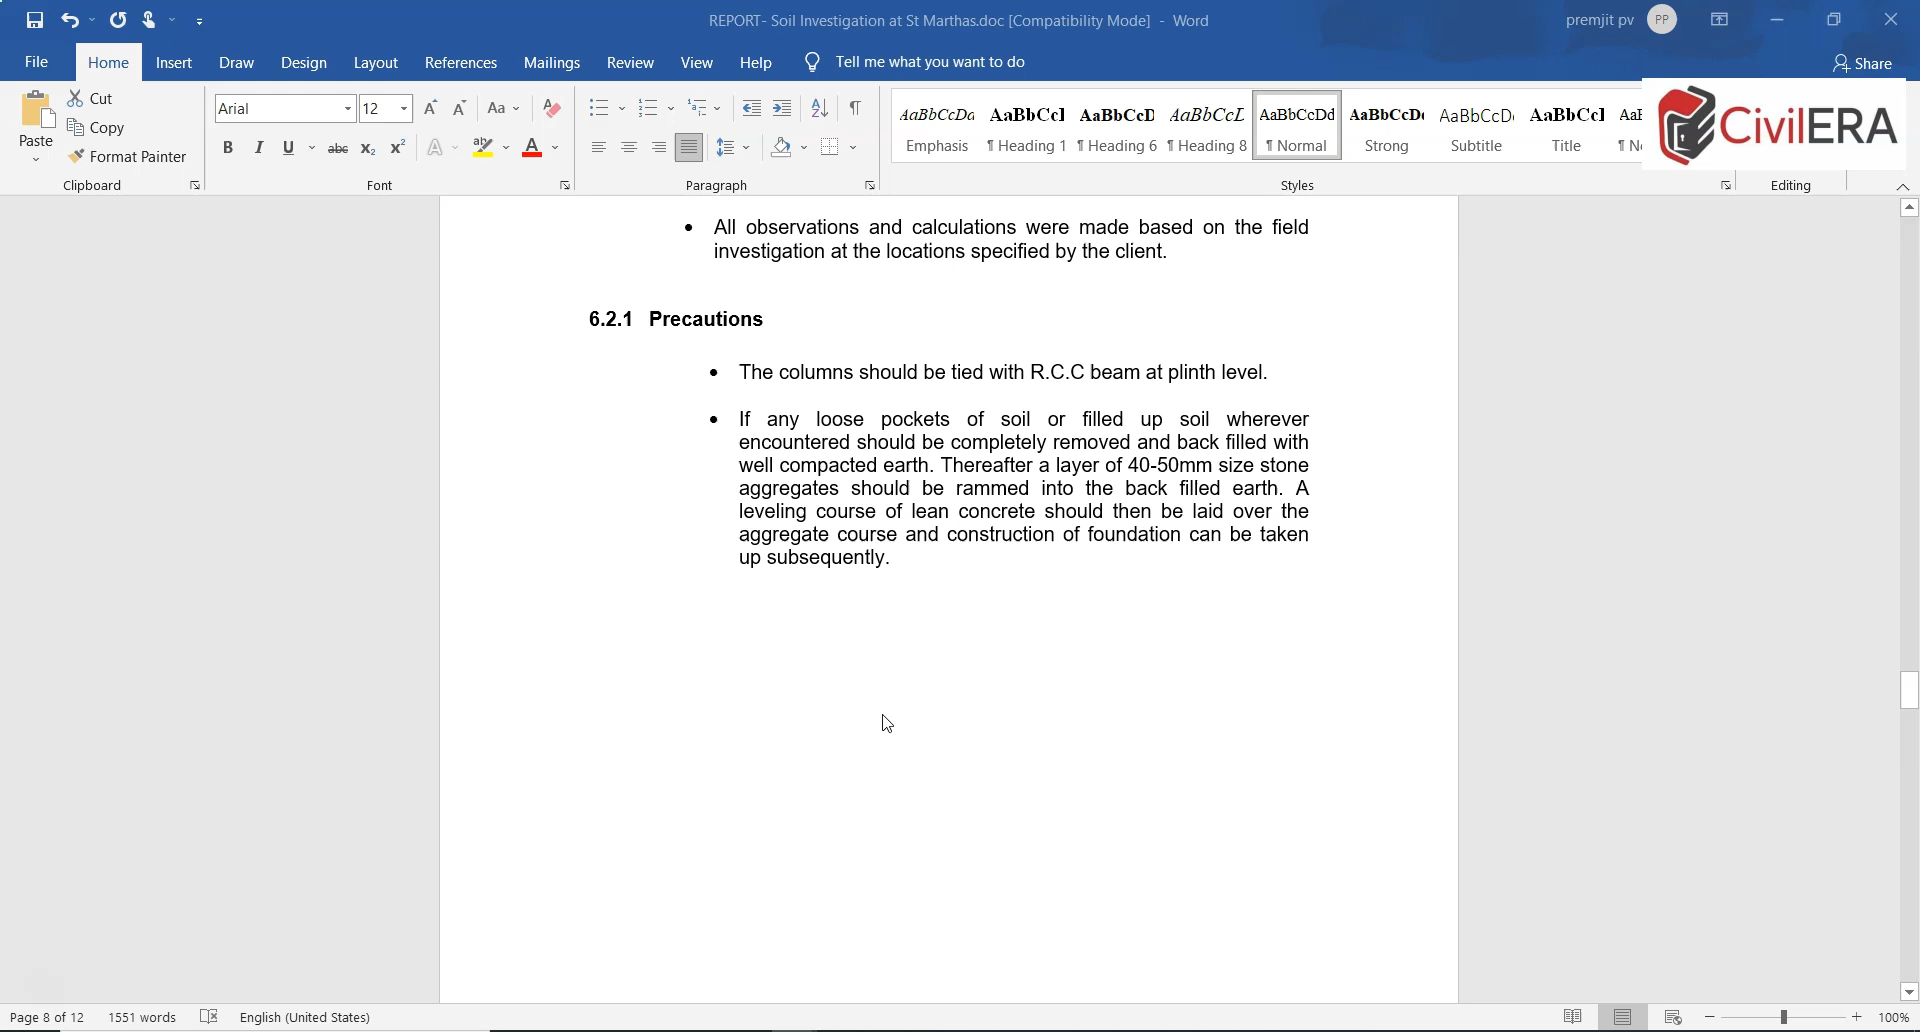 REPORT- Soil Investigation at St Marthas.doc [Compatibility Mode] - Word
premjit pv
PP
File Home Insert Draw Design Layout References Mailings Review View Help Tell me what you want to do
Share
Paste
Cut
Copy
Format Painter
Clipboard
Arial
12
Aa
B I U abc x₂ x² A ab A
Font
Paragraph
AaBbCcDd AaBbCcI AaBbCcD AaBbCcL AaBbCcDd AaBbCcDc AaBbCcD AaBbCcI
Emphasis ¶ Heading 1 ¶ Heading 6 ¶ Heading 8 ¶ Normal Strong Subtitle Title
Styles
Editing
CivilERA
• All observations and calculations were made based on the field
investigation at the locations specified by the client.
6.2.1 Precautions
• The columns should be tied with R.C.C beam at plinth level.
• If any loose pockets of soil or filled up soil wherever
encountered should be completely removed and back filled with
well compacted earth. Thereafter a layer of 40-50mm size stone
aggregates should be rammed into the back filled earth. A
leveling course of lean concrete should then be laid over the
aggregate course and construction of foundation can be taken
up subsequently.
Page 8 of 12 1551 words English (United States)
100%